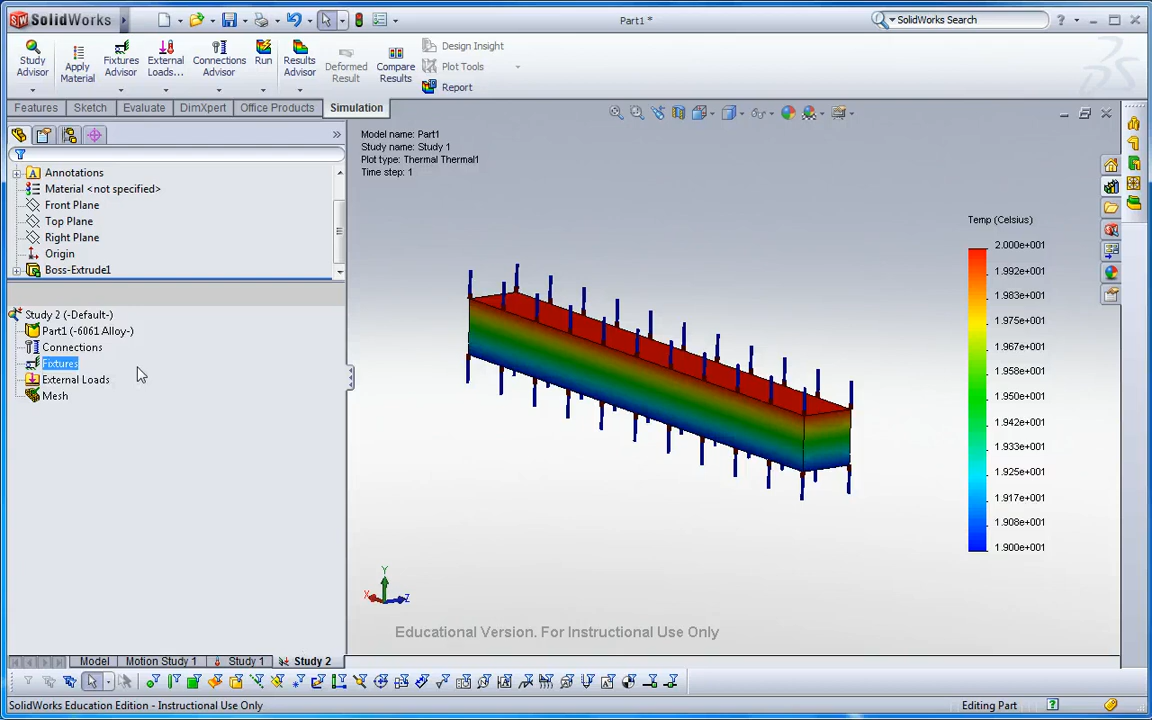 SolidWorks
Part1 *
SolidWorks Search
Study Advisor
Apply Material
Fixtures Advisor
External Loads...
Connections Advisor
Run
Results Advisor
Deformed Result
Compare Results
Design Insight
Plot Tools
Report
Features
Sketch
Evaluate
DimXpert
Office Products
Simulation
Annotations
Material <not specified>
Front Plane
Top Plane
Right Plane
Origin
Boss-Extrude1
Study 2 (-Default-)
Part1 (-6061 Alloy-)
Connections
Fixtures
External Loads
Mesh
Model name: Part1
Study name: Study 1
Plot type: Thermal Thermal1
Time step: 1
Temp (Celsius)
2.000e+001
1.992e+001
1.983e+001
1.975e+001
1.967e+001
1.958e+001
1.950e+001
1.942e+001
1.933e+001
1.925e+001
1.917e+001
1.908e+001
1.900e+001
Y
X
Z
Educational Version. For Instructional Use Only
Model
Motion Study 1
Study 1
Study 2
SolidWorks Education Edition - Instructional Use Only
Editing Part